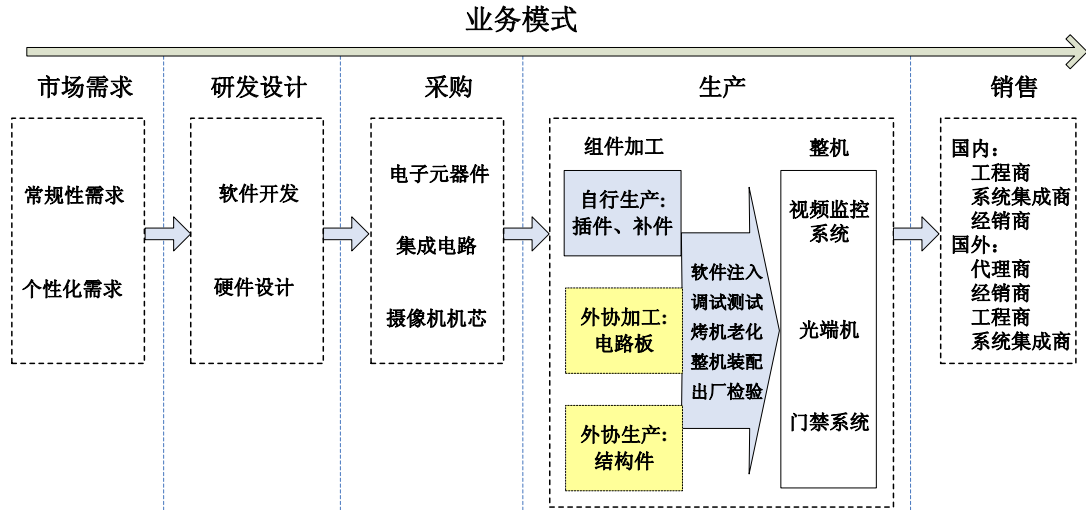 业务模式
市场需求
研发设计
采购
生产
销售
常规性需求
个性化需求
软件开发
硬件设计
电子元器件
集成电路
摄像机机芯
组件加工
自行生产:
插件、补件
外协加工:
电路板
外协生产:
结构件
软件注入
调试测试
烤机老化
整机装配
出厂检验
整机
视频监控
系统
光端机
门禁系统
国内:
工程商
系统集成商
经销商
国外:
代理商
经销商
工程商
系统集成商